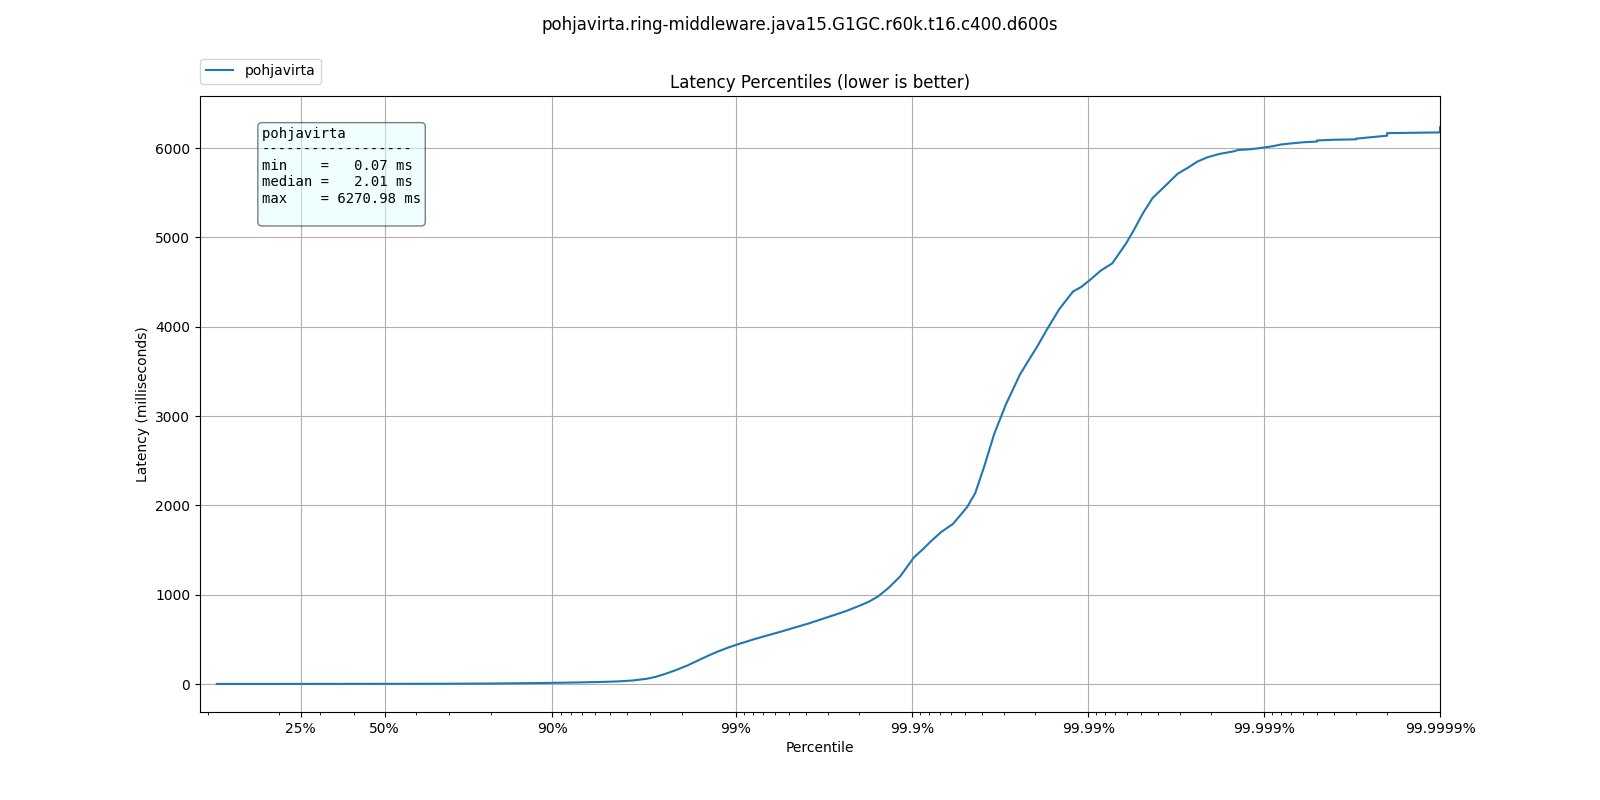 pohjavirta.ring-middleware.java15.G1GC.r60k.t16.c400.d600s
pohjavirta
Latency Percentiles (lower is better)
pohjavirta
------------------
min    =   0.07 ms
median =   2.01 ms
max    = 6270.98 ms
6000
5000
4000
3000
2000
1000
0
Latency (milliseconds)
25% 50% 90% 99% 99.9% 99.99% 99.999% 99.9999%
Percentile